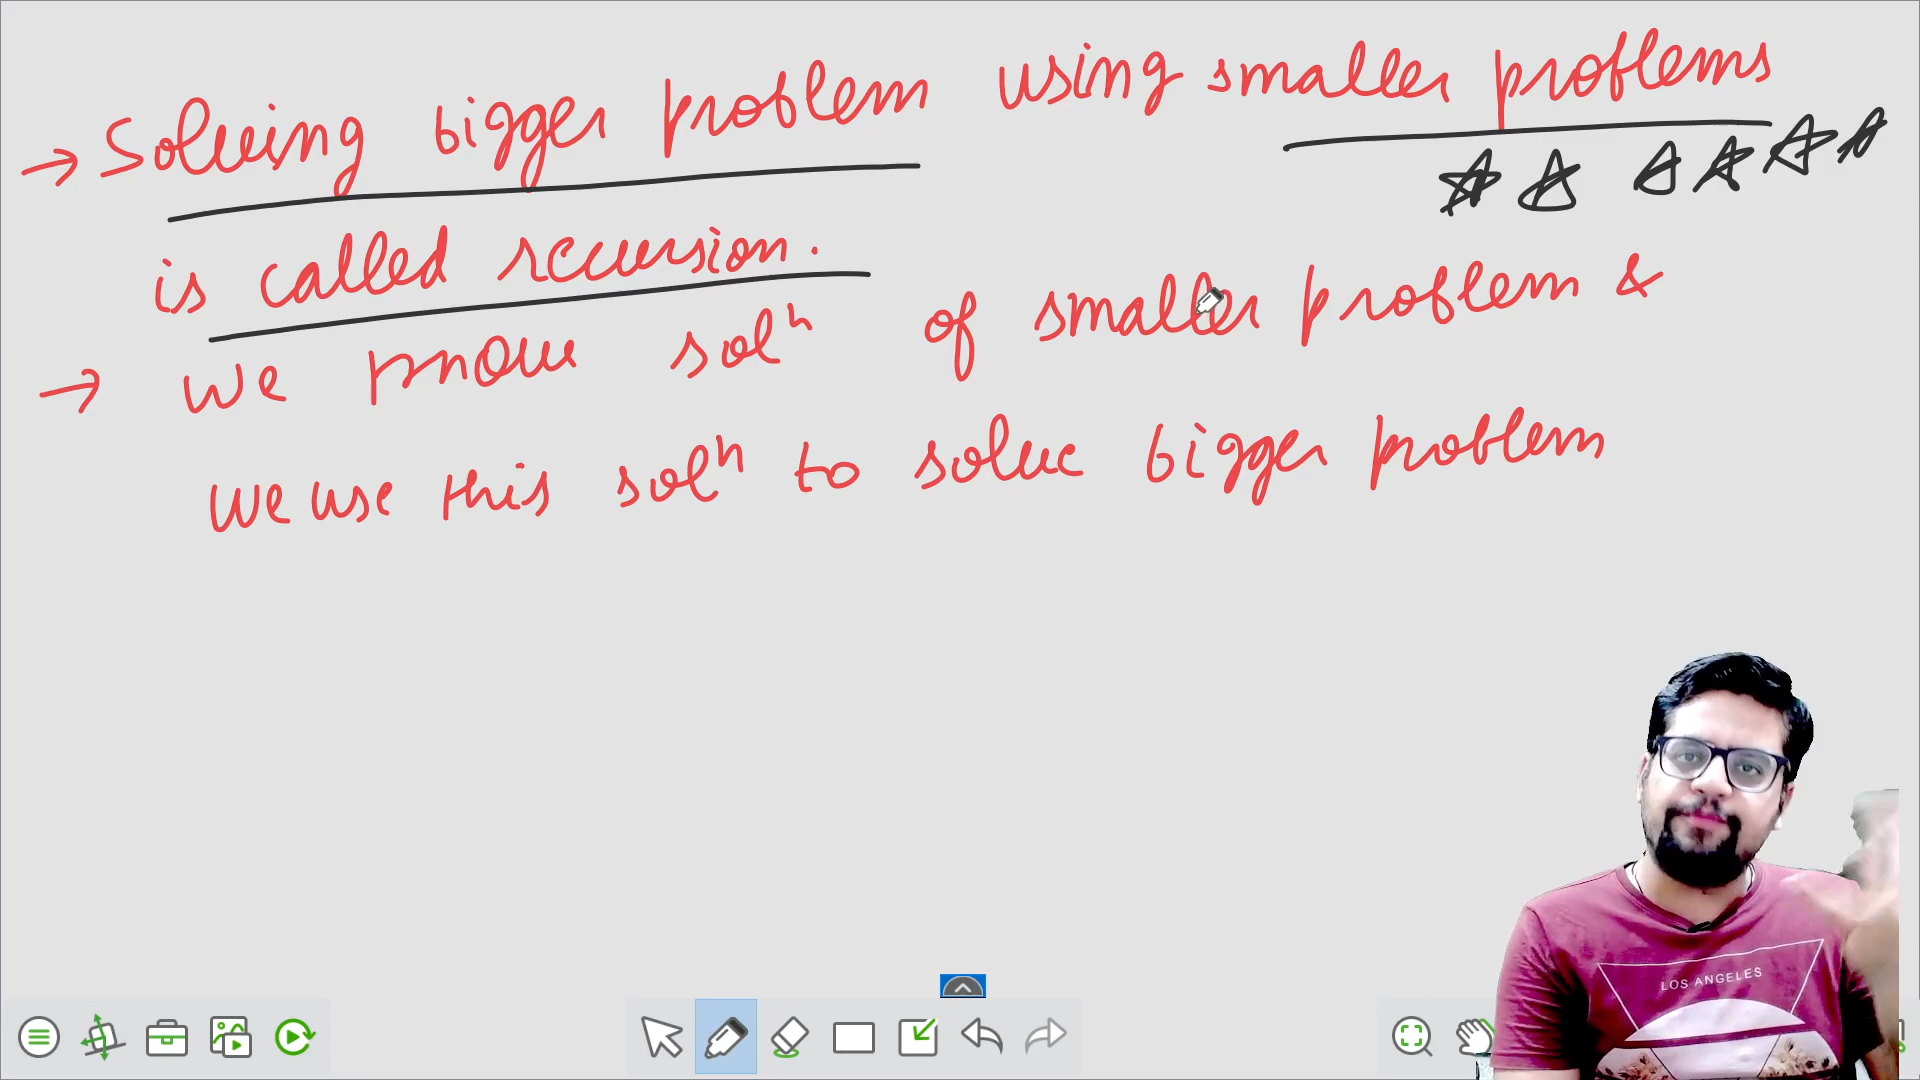 → Solving bigger problem using smaller problems
is called recursion.
→ We know solⁿ of smaller problem &
we use this solⁿ to solve bigger problem
LOS ANGELES